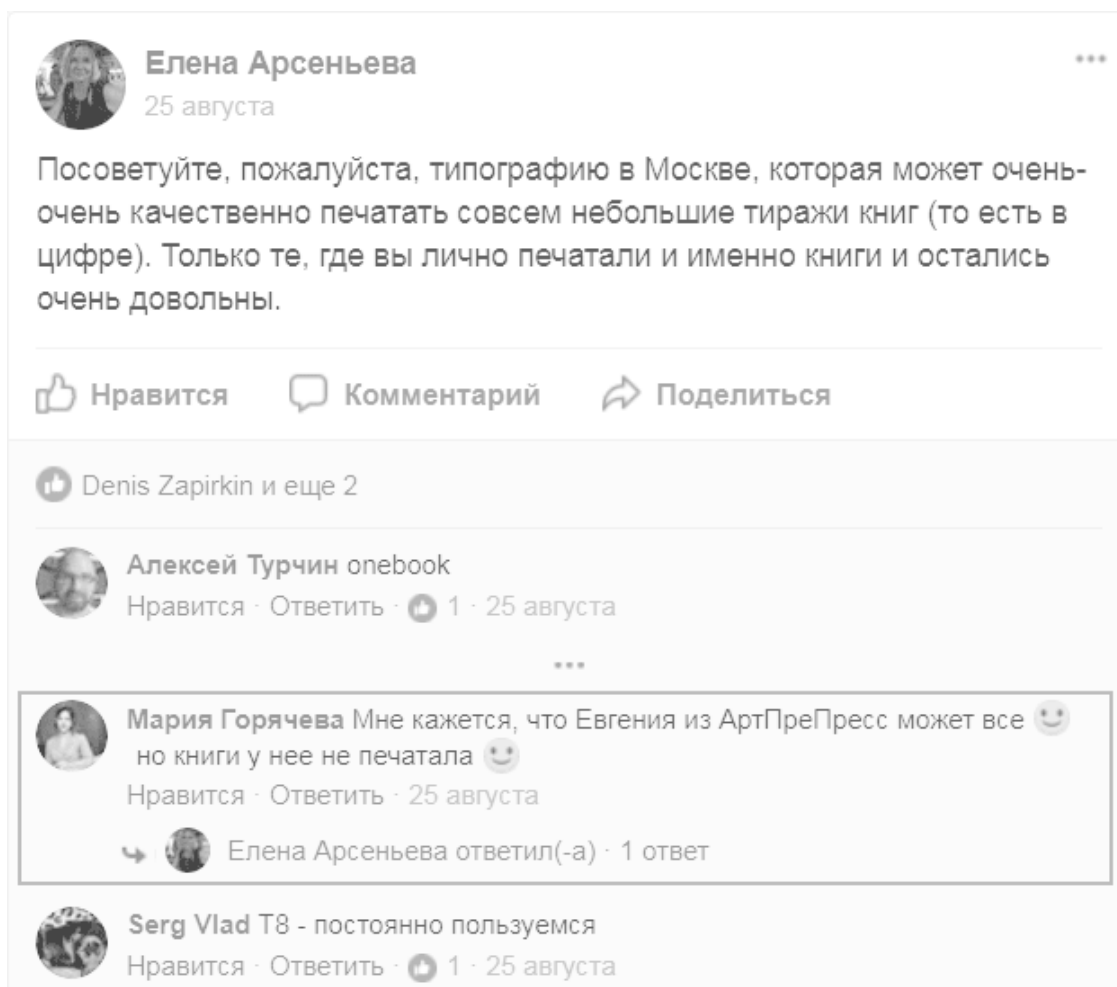 Елена Арсеньева
25 августа
Посоветуйте, пожалуйста, типографию в Москве, которая может очень-
очень качественно печатать совсем небольшие тиражи книг (то есть в
цифре). Только те, где вы лично печатали и именно книги и остались
очень довольны.
Нравится Комментарий Поделиться
Denis Zapirkin и еще 2
Алексей Турчин onebook
Нравится · Ответить · 1 · 25 августа
Мария Горячева Мне кажется, что Евгения из АртПреПресс может все
но книги у нее не печатала
Нравится · Ответить · 25 августа
Елена Арсеньева ответил(-а) · 1 ответ
Serg Vlad T8 - постоянно пользуемся
Нравится · Ответить · 1 · 25 августа